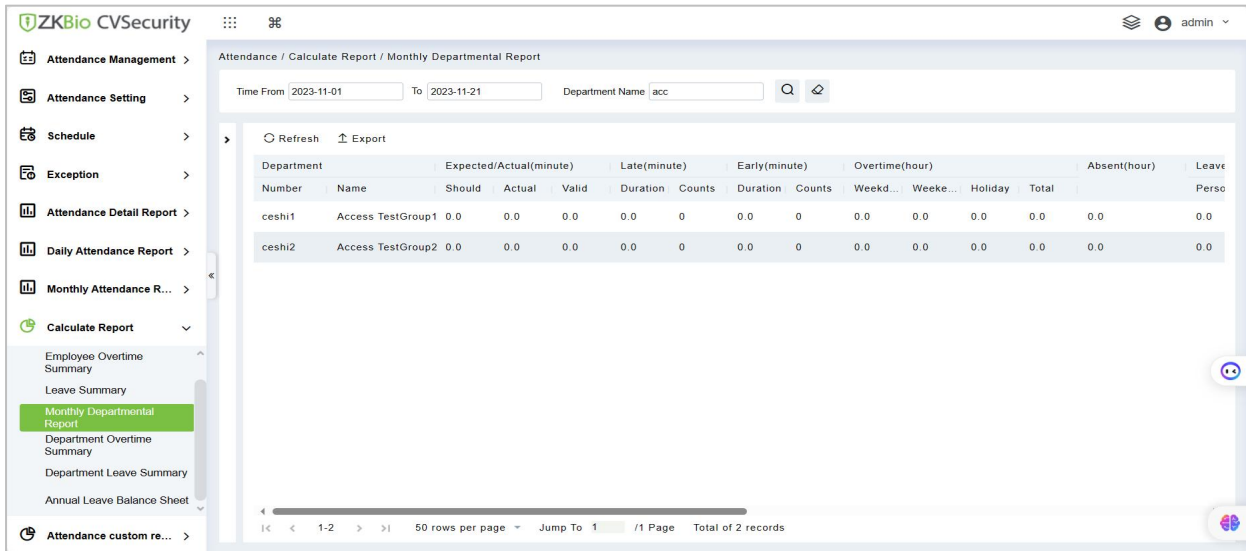 ZKBio CVSecurity
admin
Attendance Management
Attendance Setting
Schedule
Exception
Attendance Detail Report
Daily Attendance Report
Monthly Attendance R...
Calculate Report
Employee Overtime
Summary
Leave Summary
Monthly Departmental
Report
Department Overtime
Summary
Department Leave Summary
Annual Leave Balance Sheet
Attendance custom re...
Attendance / Calculate Report / Monthly Departmental Report
Time From 2023-11-01 To 2023-11-21 Department Name acc
Refresh Export
Department Expected/Actual(minute) Late(minute) Early(minute) Overtime(hour) Absent(hour) Leave
Number Name Should Actual Valid Duration Counts Duration Counts Weekd... Weeke... Holiday Total Perso
ceshi1 Access TestGroup1 0.0 0.0 0.0 0.0 0 0.0 0 0.0 0.0 0.0 0.0 0.0 0.0
ceshi2 Access TestGroup2 0.0 0.0 0.0 0.0 0 0.0 0 0.0 0.0 0.0 0.0 0.0 0.0
1-2 50 rows per page Jump To 1 /1 Page Total of 2 records